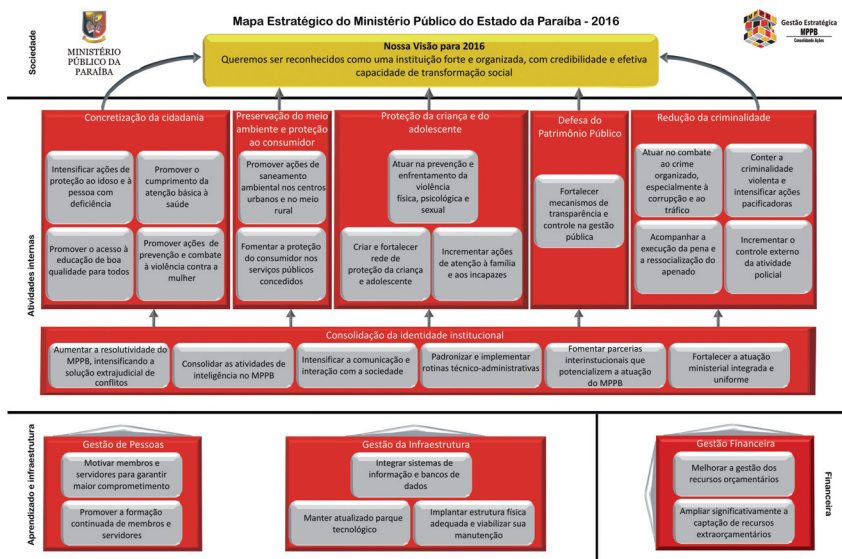 Mapa Estratégico do Ministério Público do Estado da Paraíba - 2016
MINISTÉRIO
PÚBLICO DA
PARAÍBA
Gestão Estratégica
MPPB
Consolidando Ações
Sociedade
Nossa Visão para 2016
Queremos ser reconhecidos como uma instituição forte e organizada, com credibilidade e efetiva
capacidade de transformação social
Atividades internas
Concretização da cidadania
Intensificar ações de
proteção ao idoso e à
pessoa com
deficiência
Promover o
cumprimento da
atenção básica à
saúde
Promover o acesso à
educação de boa
qualidade para todos
Promover ações de
prevenção e combate
à violência contra a
mulher
Preservação do meio
ambiente e proteção
ao consumidor
Promover ações de
saneamento
ambiental nos centros
urbanos e no meio
rural
Fomentar a proteção
do consumidor nos
serviços públicos
concedidos
Proteção da criança e do
adolescente
Atuar na prevenção e
enfrentamento da
violência
física, psicológica e
sexual
Criar e fortalecer
rede de
proteção da criança
e adolescente
Incrementar ações
de atenção à família
e aos incapazes
Defesa do
Patrimônio Público
Fortalecer
mecanismos de
transparência e
controle na gestão
pública
Redução da criminalidade
Atuar no combate
ao crime
organizado,
especialmente à
corrupção e ao
tráfico
Conter a
criminalidade
violenta e
intensificar ações
pacificadoras
Acompanhar a
execução da pena e
a ressocialização do
apenado
Incrementar o
controle externo
da atividade
policial
Consolidação da identidade institucional
Aumentar a resolutividade do
MPPB, intensificando a
solução extrajudicial de
conflitos
Consolidar as atividades de
inteligência no MPPB
Intensificar a comunicação e
interação com a sociedade
Padronizar e implementar
rotinas técnico-administrativas
Fomentar parcerias
interinstucionais que
potencializem a atuação
do MPPB
Fortalecer a atuação
ministerial integrada e
uniforme
Aprendizado e infraestrutura
Gestão de Pessoas
Motivar membros e
servidores para garantir
maior comprometimento
Promover a formação
continuada de membros e
servidores
Gestão da Infraestrutura
Integrar sistemas de
informação e bancos de
dados
Manter atualizado parque
tecnológico
Implantar estrutura física
adequada e viabilizar sua
manutenção
Gestão Financeira
Melhorar a gestão dos
recursos orçamentários
Ampliar significativamente a
captação de recursos
extraorçamentários
Financeira